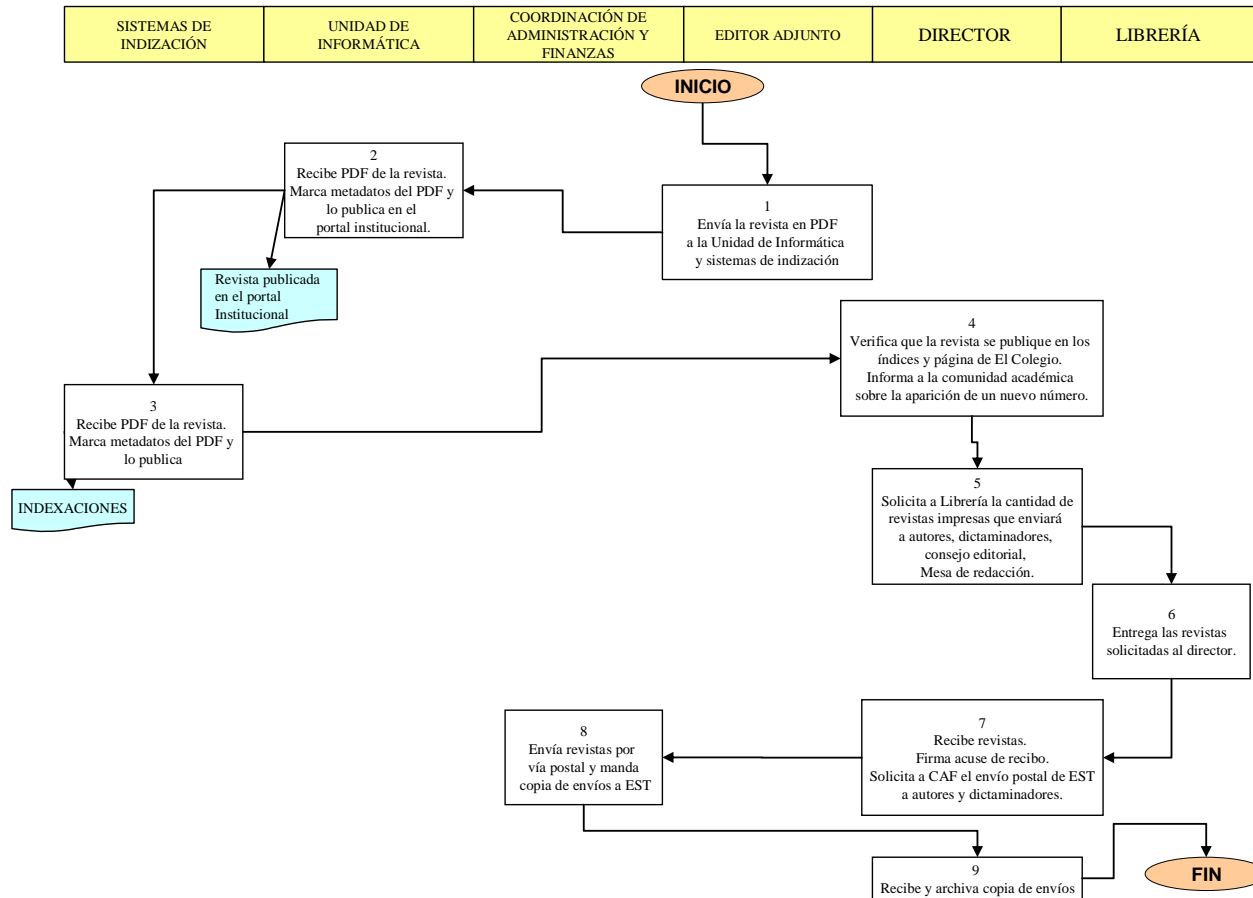 SISTEMAS DE
INDIZACIÓN
UNIDAD DE
INFORMÁTICA
COORDINACIÓN DE
ADMINISTRACIÓN Y
FINANZAS
EDITOR ADJUNTO
DIRECTOR
LIBRERÍA
INICIO
1
Envía la revista en PDF
a la Unidad de Informática
y sistemas de indización
2
Recibe PDF de la revista.
Marca metadatos del PDF y
lo publica en el
portal institucional.
Revista publicada
en el portal
Institucional
3
Recibe PDF de la revista.
Marca metadatos del PDF y
lo publica
INDEXACIONES
4
Verifica que la revista se publique en los
índices y página de El Colegio.
Informa a la comunidad académica
sobre la aparición de un nuevo número.
5
Solicita a Librería la cantidad de
revistas impresas que enviará
a autores, dictaminadores,
consejo editorial,
Mesa de redacción.
6
Entrega las revistas
solicitadas al director.
7
Recibe revistas.
Firma acuse de recibo.
Solicita a CAF el envío postal de EST
a autores y dictaminadores.
8
Envía revistas por
vía postal y manda
copia de envíos a EST
9
Recibe y archiva copia de envíos
FIN